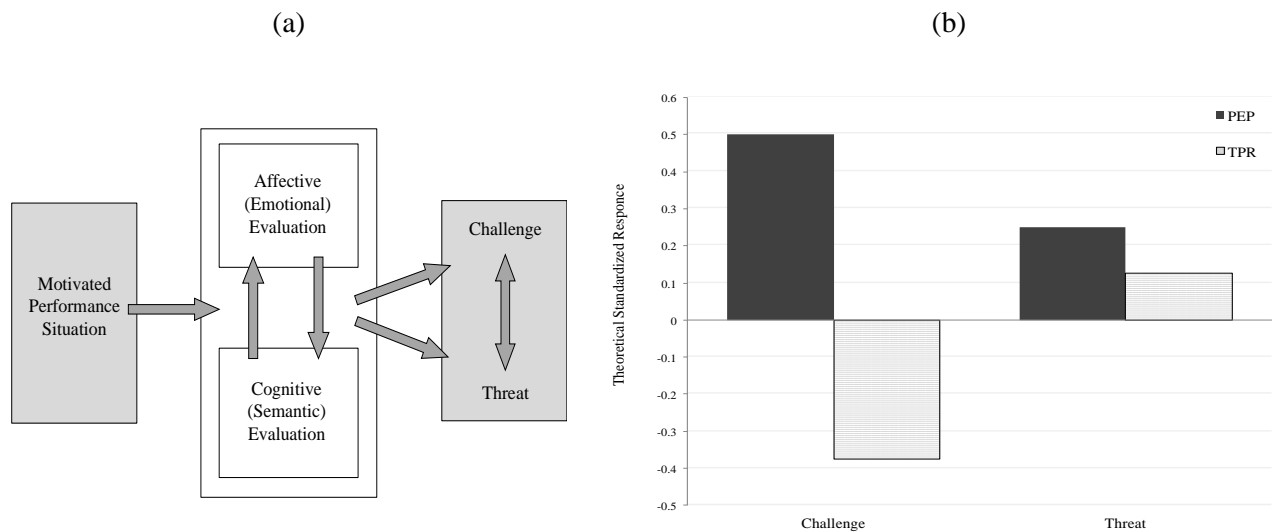 (a)
Motivated
Performance
Situation
Affective
(Emotional)
Evaluation
Cognitive
(Semantic)
Evaluation
Challenge
Threat
(b)
Theoretical Standardized Responce
0.6
0.5
0.4
0.3
0.2
0.1
0
-0.1
-0.2
-0.3
-0.4
-0.5
PEP
TPR
Challenge
Threat